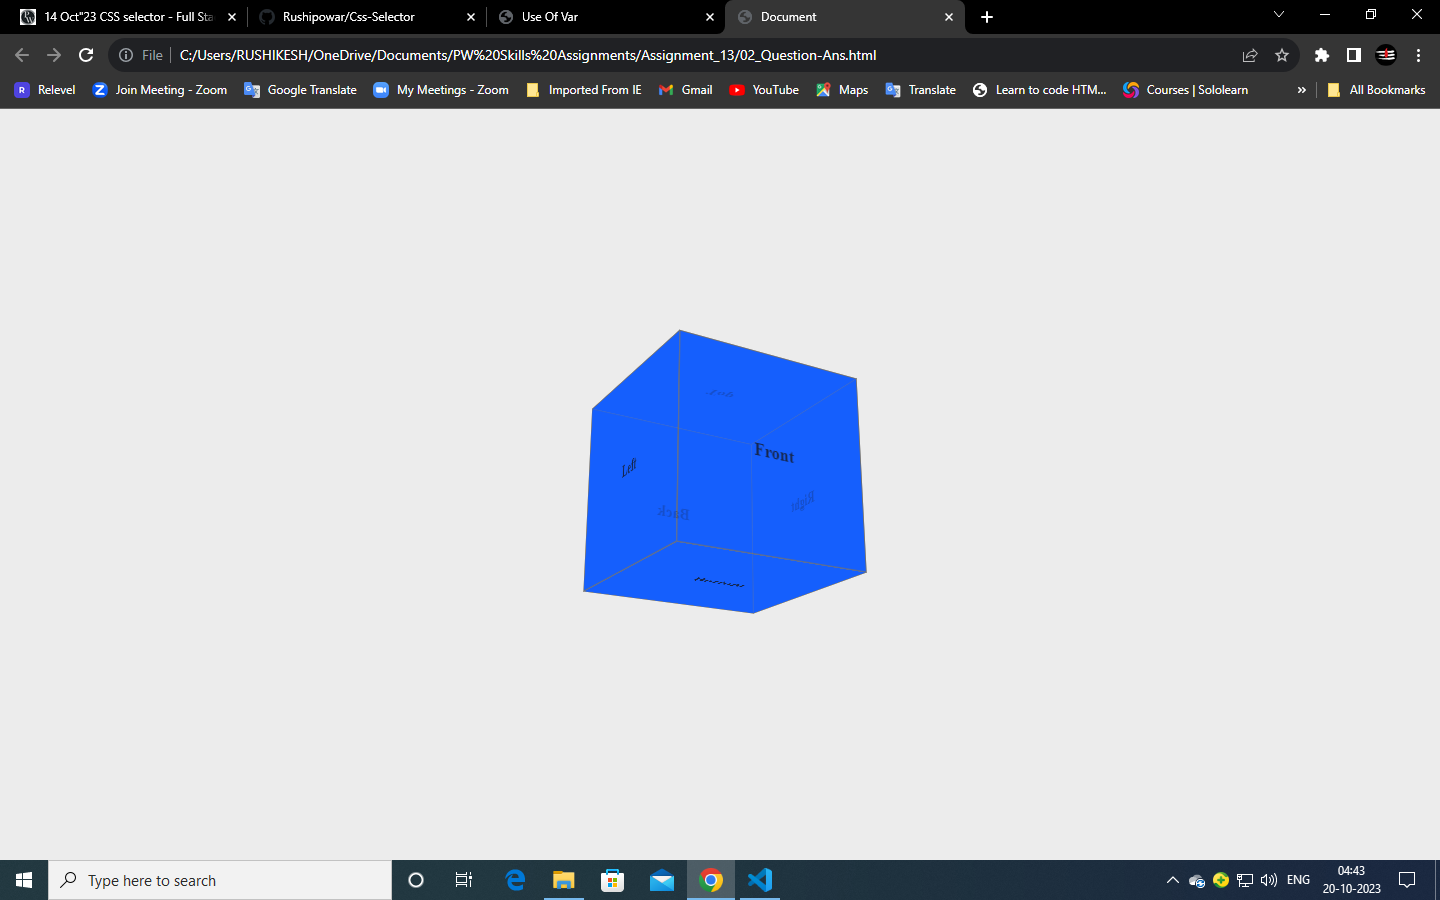 14 Oct"23 CSS selector - Full Sta
Rushipowar/Css-Selector
Use Of Var
Document
File
C:/Users/RUSHIKESH/OneDrive/Documents/PW%20Skills%20Assignments/Assignment_13/02_Question-Ans.html
Relevel
Join Meeting - Zoom
Google Translate
My Meetings - Zoom
Imported From IE
Gmail
YouTube
Maps
Translate
Learn to code HTM...
Courses | Sololearn
»
All Bookmarks
Front
Left
Right
Back
Type here to search
ENG
04:43
20-10-2023